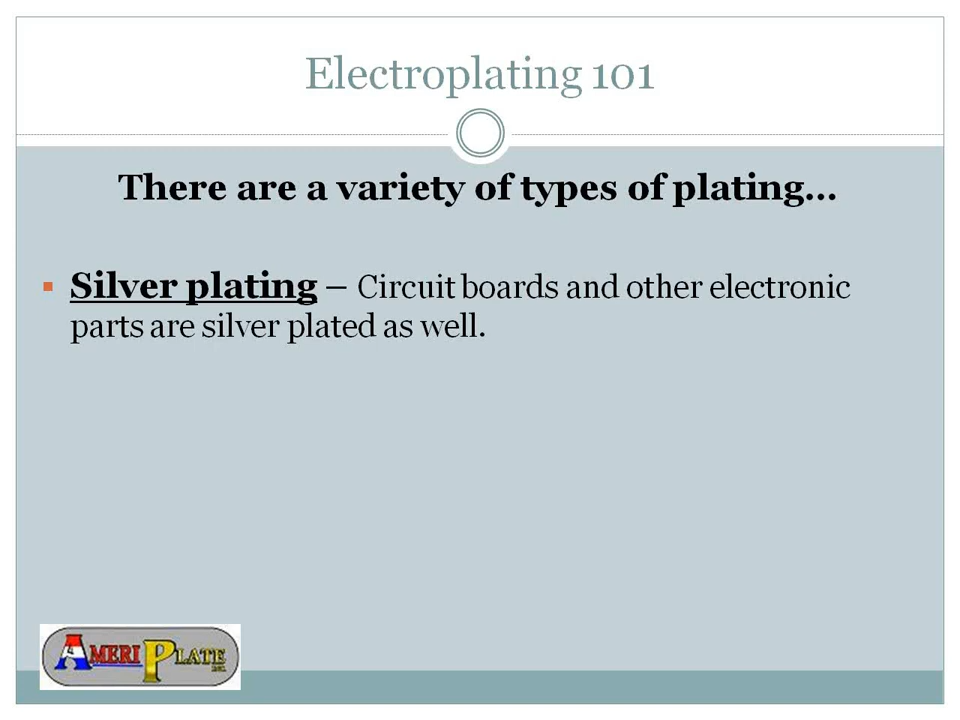 Electroplating 101
There are a variety of types of plating…
▪ Silver plating – Circuit boards and other electronic
parts are silver plated as well.
AMERI PLATE INC.